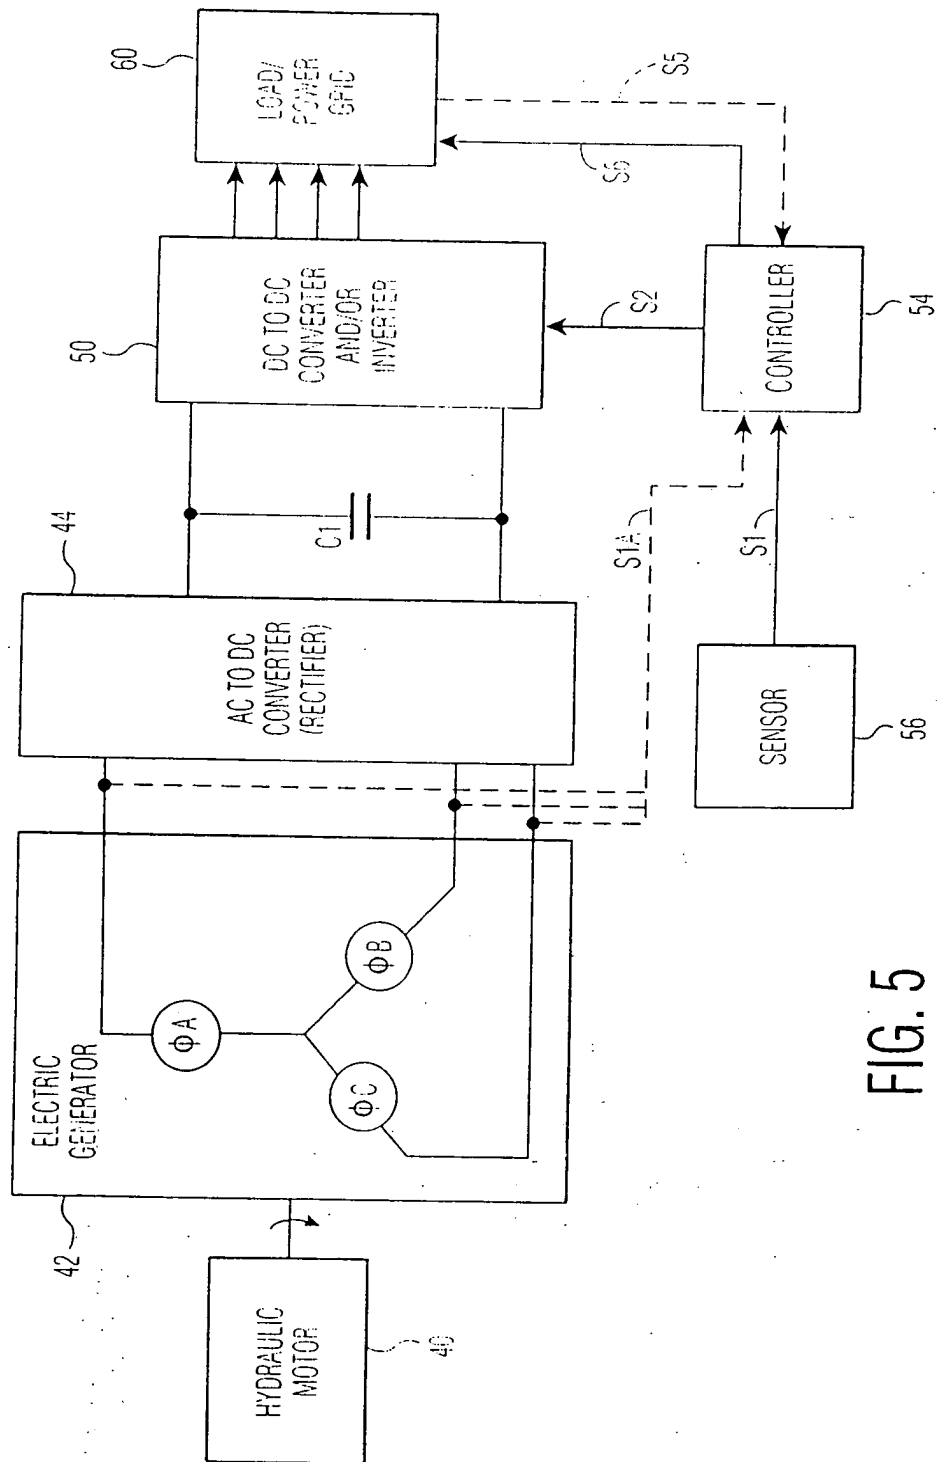 HYDRAULIC
MOTOR
40
ELECTRIC
GENERATOR
42
ΦA
ΦB
ΦC
AC TO DC
CONVERTER
(RECTIFIER)
44
C1
DC TO DC
CONVERTER
AND/OR
INVERTER
50
LOAD/
POWER
GRID
60
SENSOR
56
S1
S1A
CONTROLLER
54
S2
S6
S5
FIG. 5